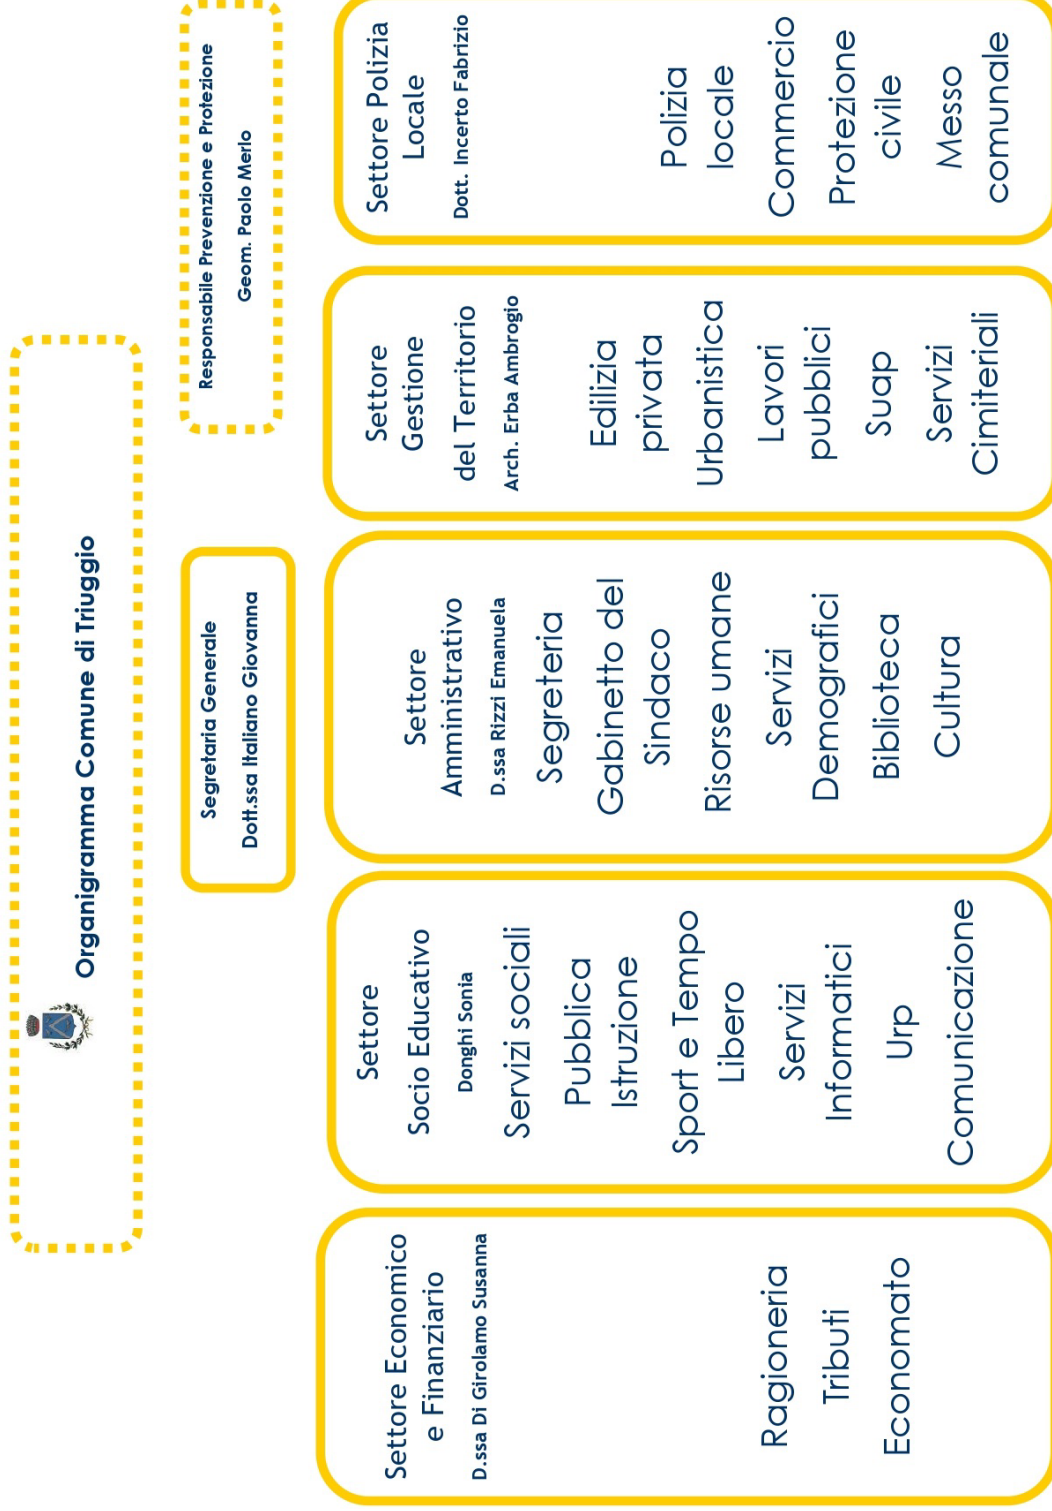 Organigramma Comune di Triuggio
Segretaria Generale
Dott.ssa Italiano Giovanna
Responsabile Prevenzione e Protezione
Geom. Paolo Merlo
Settore Economico
e Finanziario
D.ssa Di Girolamo Susanna
Ragioneria
Tributi
Economato
Settore
Socio Educativo
Donghi Sonia
Servizi sociali
Pubblica
Istruzione
Sport e Tempo
Libero
Servizi
Informatici
Urp
Comunicazione
Settore
Amministrativo
D.ssa Rizzi Emanuela
Segreteria
Gabinetto del
Sindaco
Risorse umane
Servizi
Demografici
Biblioteca
Cultura
Settore
Gestione
del Territorio
Arch. Erba Ambrogio
Edilizia
privata
Urbanistica
Lavori
pubblici
Suap
Servizi
Cimiteriali
Settore Polizia
Locale
Dott. Incerto Fabrizio
Polizia
locale
Commercio
Protezione
civile
Messo
comunale